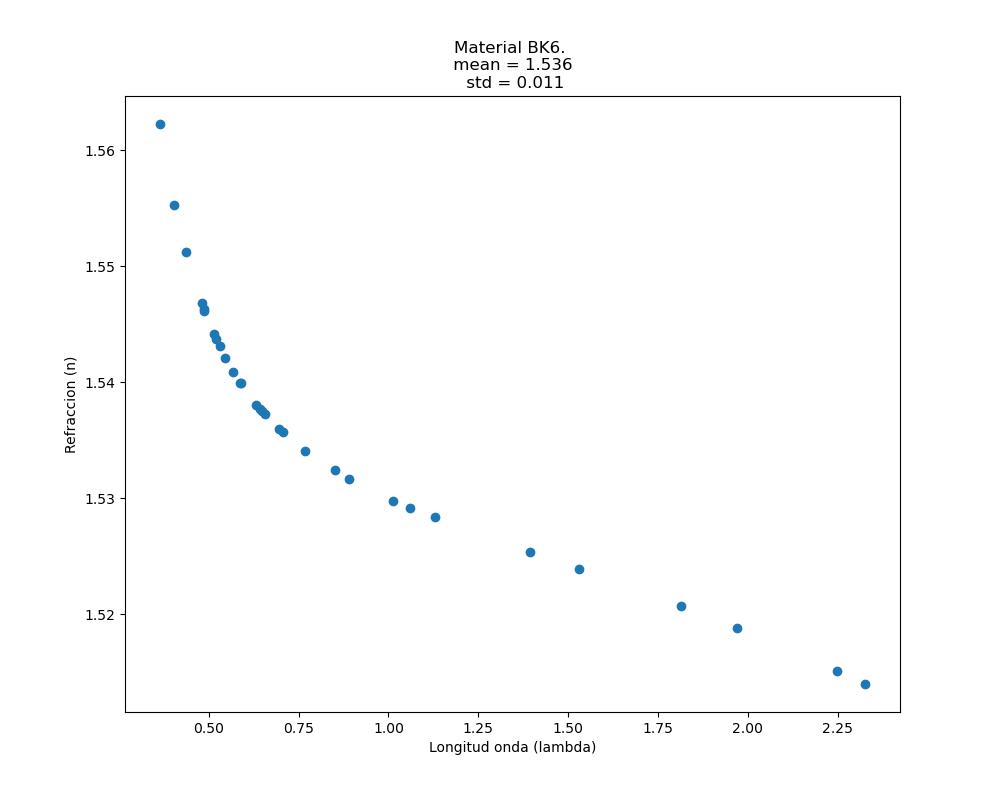 Material BK6.
mean = 1.536
std = 0.011
1.56
1.55
1.54
1.53
1.52
Refraccion (n)
0.50 0.75 1.00 1.25 1.50 1.75 2.00 2.25
Longitud onda (lambda)